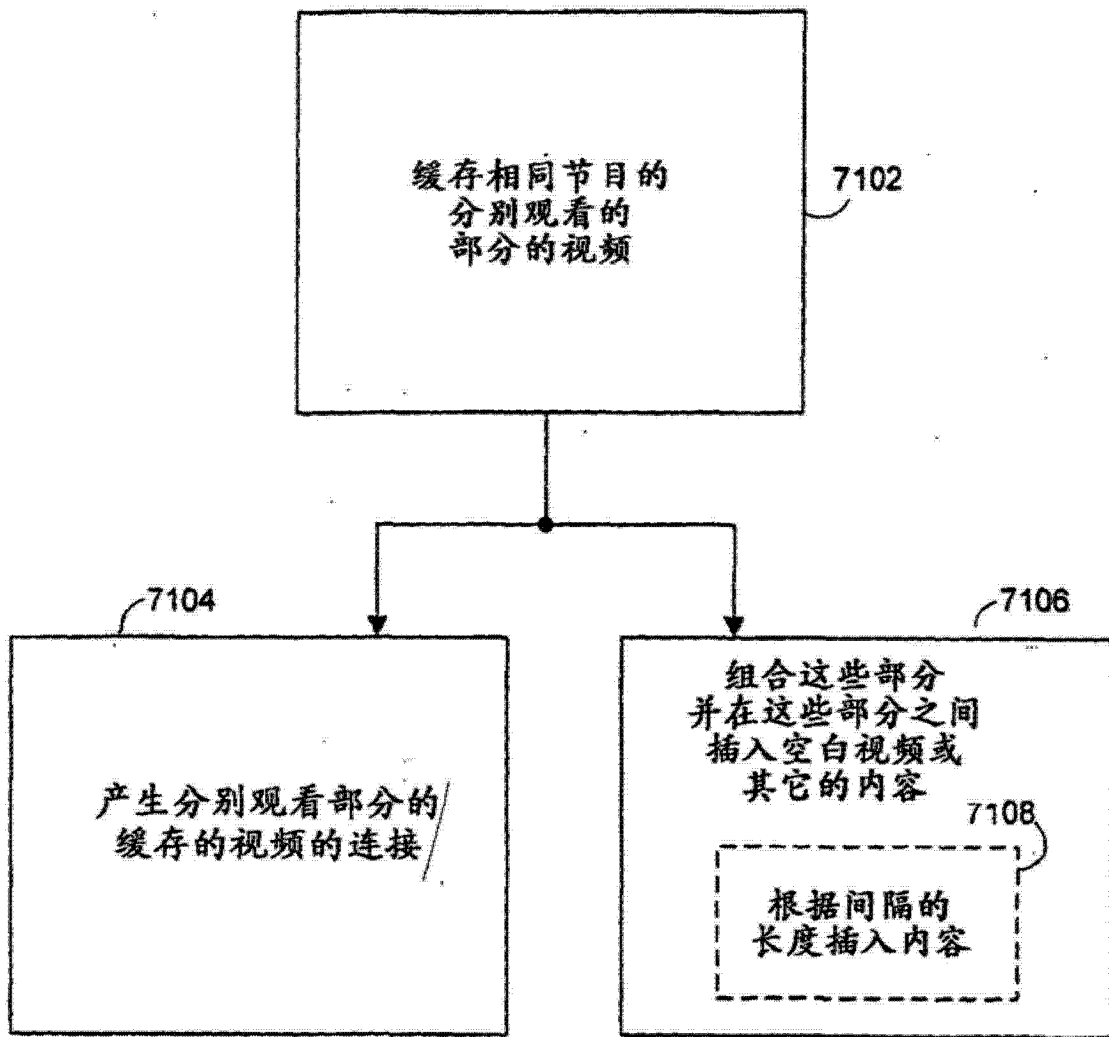 缓存相同节目的
分别观看的
部分的视频
7102
7104
产生分别观看部分的
缓存的视频的连接
7106
组合这些部分
并在这些部分之间
插入空白视频或
其它的内容
7108
根据间隔的
长度插入内容